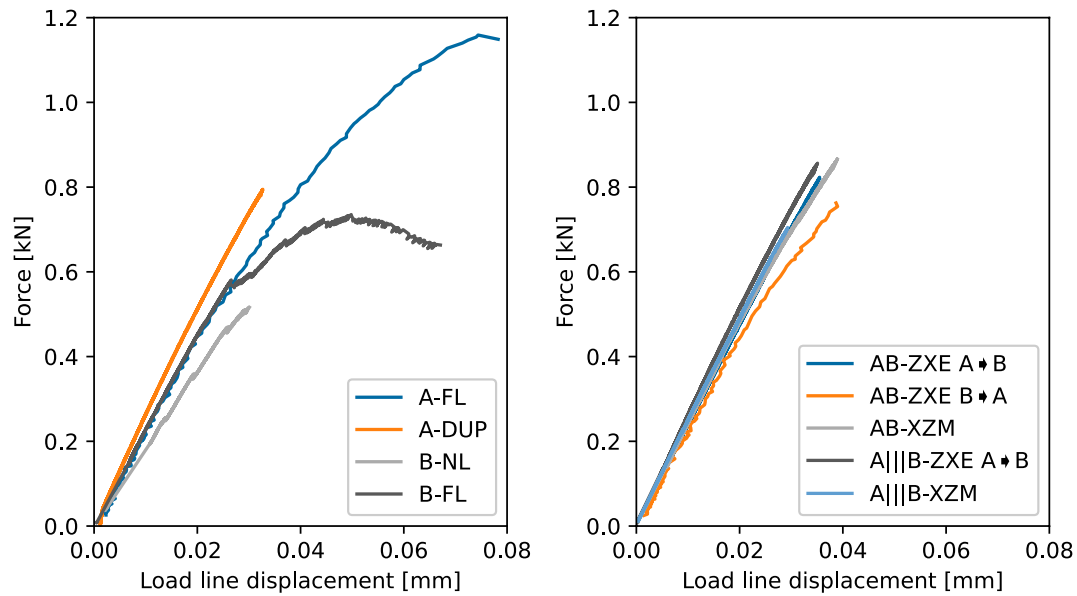 1.2
1.0
0.8
0.6
0.4
0.2
0.0
Force [kN]
0.00 0.02 0.04 0.06 0.08
Load line displacement [mm]
A-FL
A-DUP
B-NL
B-FL
1.2
1.0
0.8
0.6
0.4
0.2
0.0
Force [kN]
0.00 0.02 0.04 0.06 0.08
Load line displacement [mm]
AB-ZXE A➧B
AB-ZXE B➧A
AB-XZM
A|||B-ZXE A➧B
A|||B-XZM